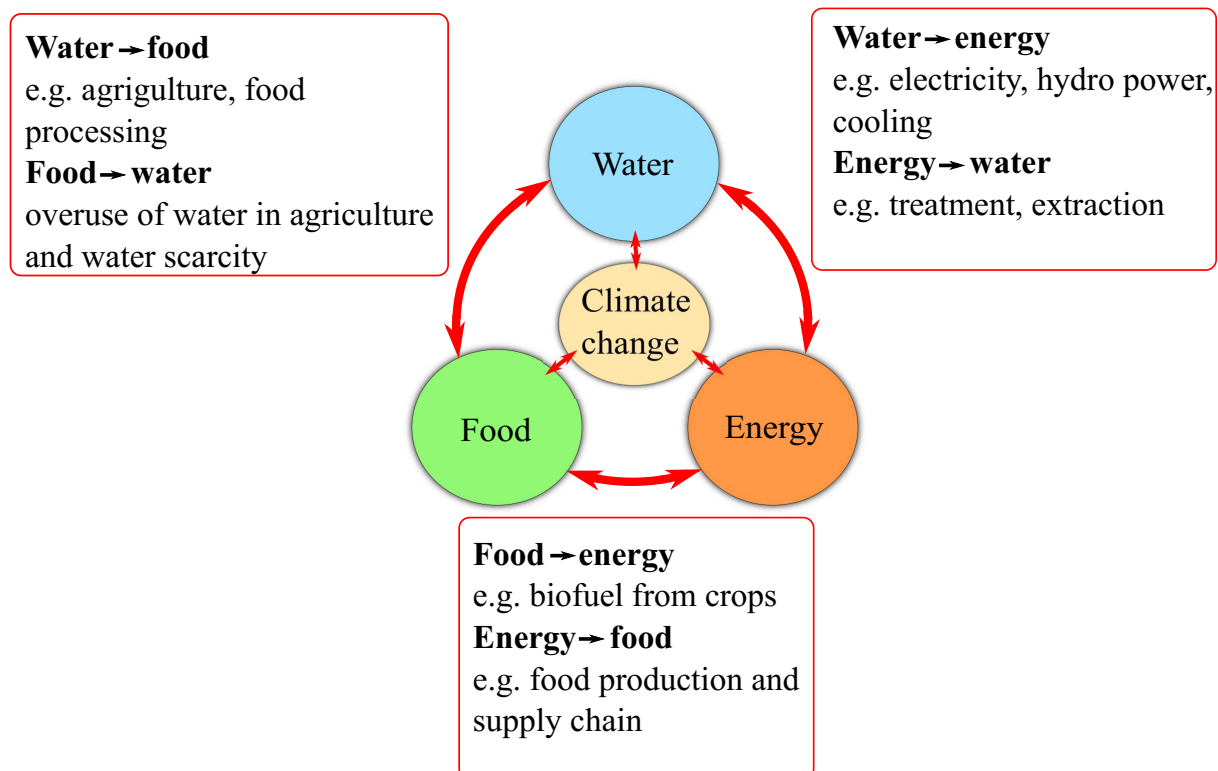 Water→food
e.g. agrigulture, food
processing
Food→water
overuse of water in agriculture
and water scarcity
Water→energy
e.g. electricity, hydro power,
cooling
Energy→water
e.g. treatment, extraction
Water
Climate
change
Food
Energy
Food→energy
e.g. biofuel from crops
Energy→food
e.g. food production and
supply chain